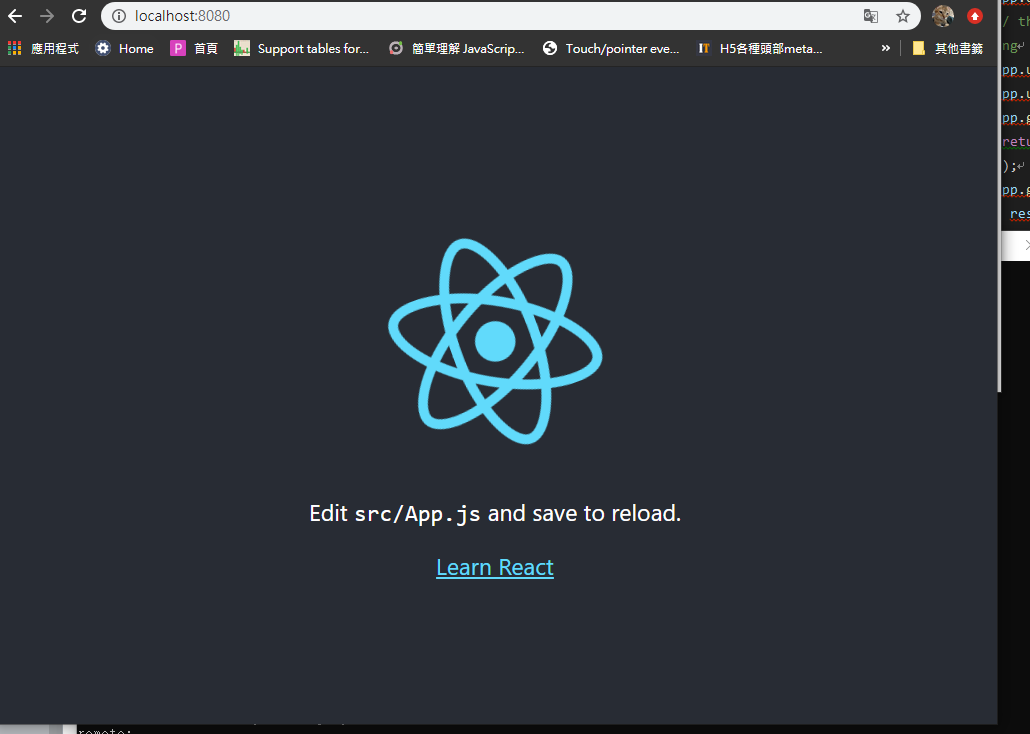 localhost:8080
應用程式 Home P 首頁 Support tables for... 簡單理解 JavaScrip... Touch/pointer eve... IT H5各種頭部meta... » 其他書籤
Edit src/App.js and save to reload.
Learn React
/ th
ng
pp.u
pp.u
pp.g
retu
);
pp.g
res
remote: